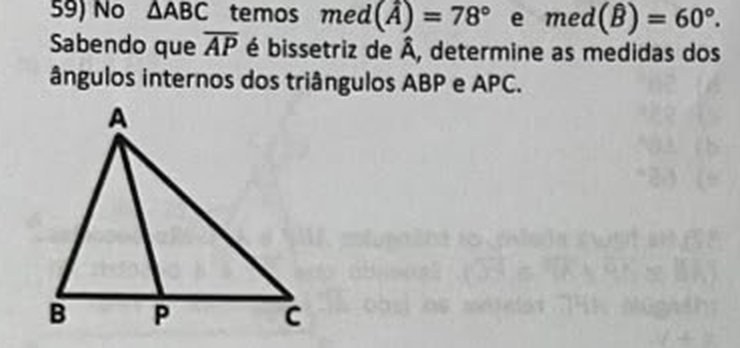 59) No ΔABC temos med(Â) = 78° e med(B̂) = 60°.
Sabendo que A͞P͞ é bissetriz de Â, determine as medidas dos
ângulos internos dos triângulos ABP e APC.
A
B P C